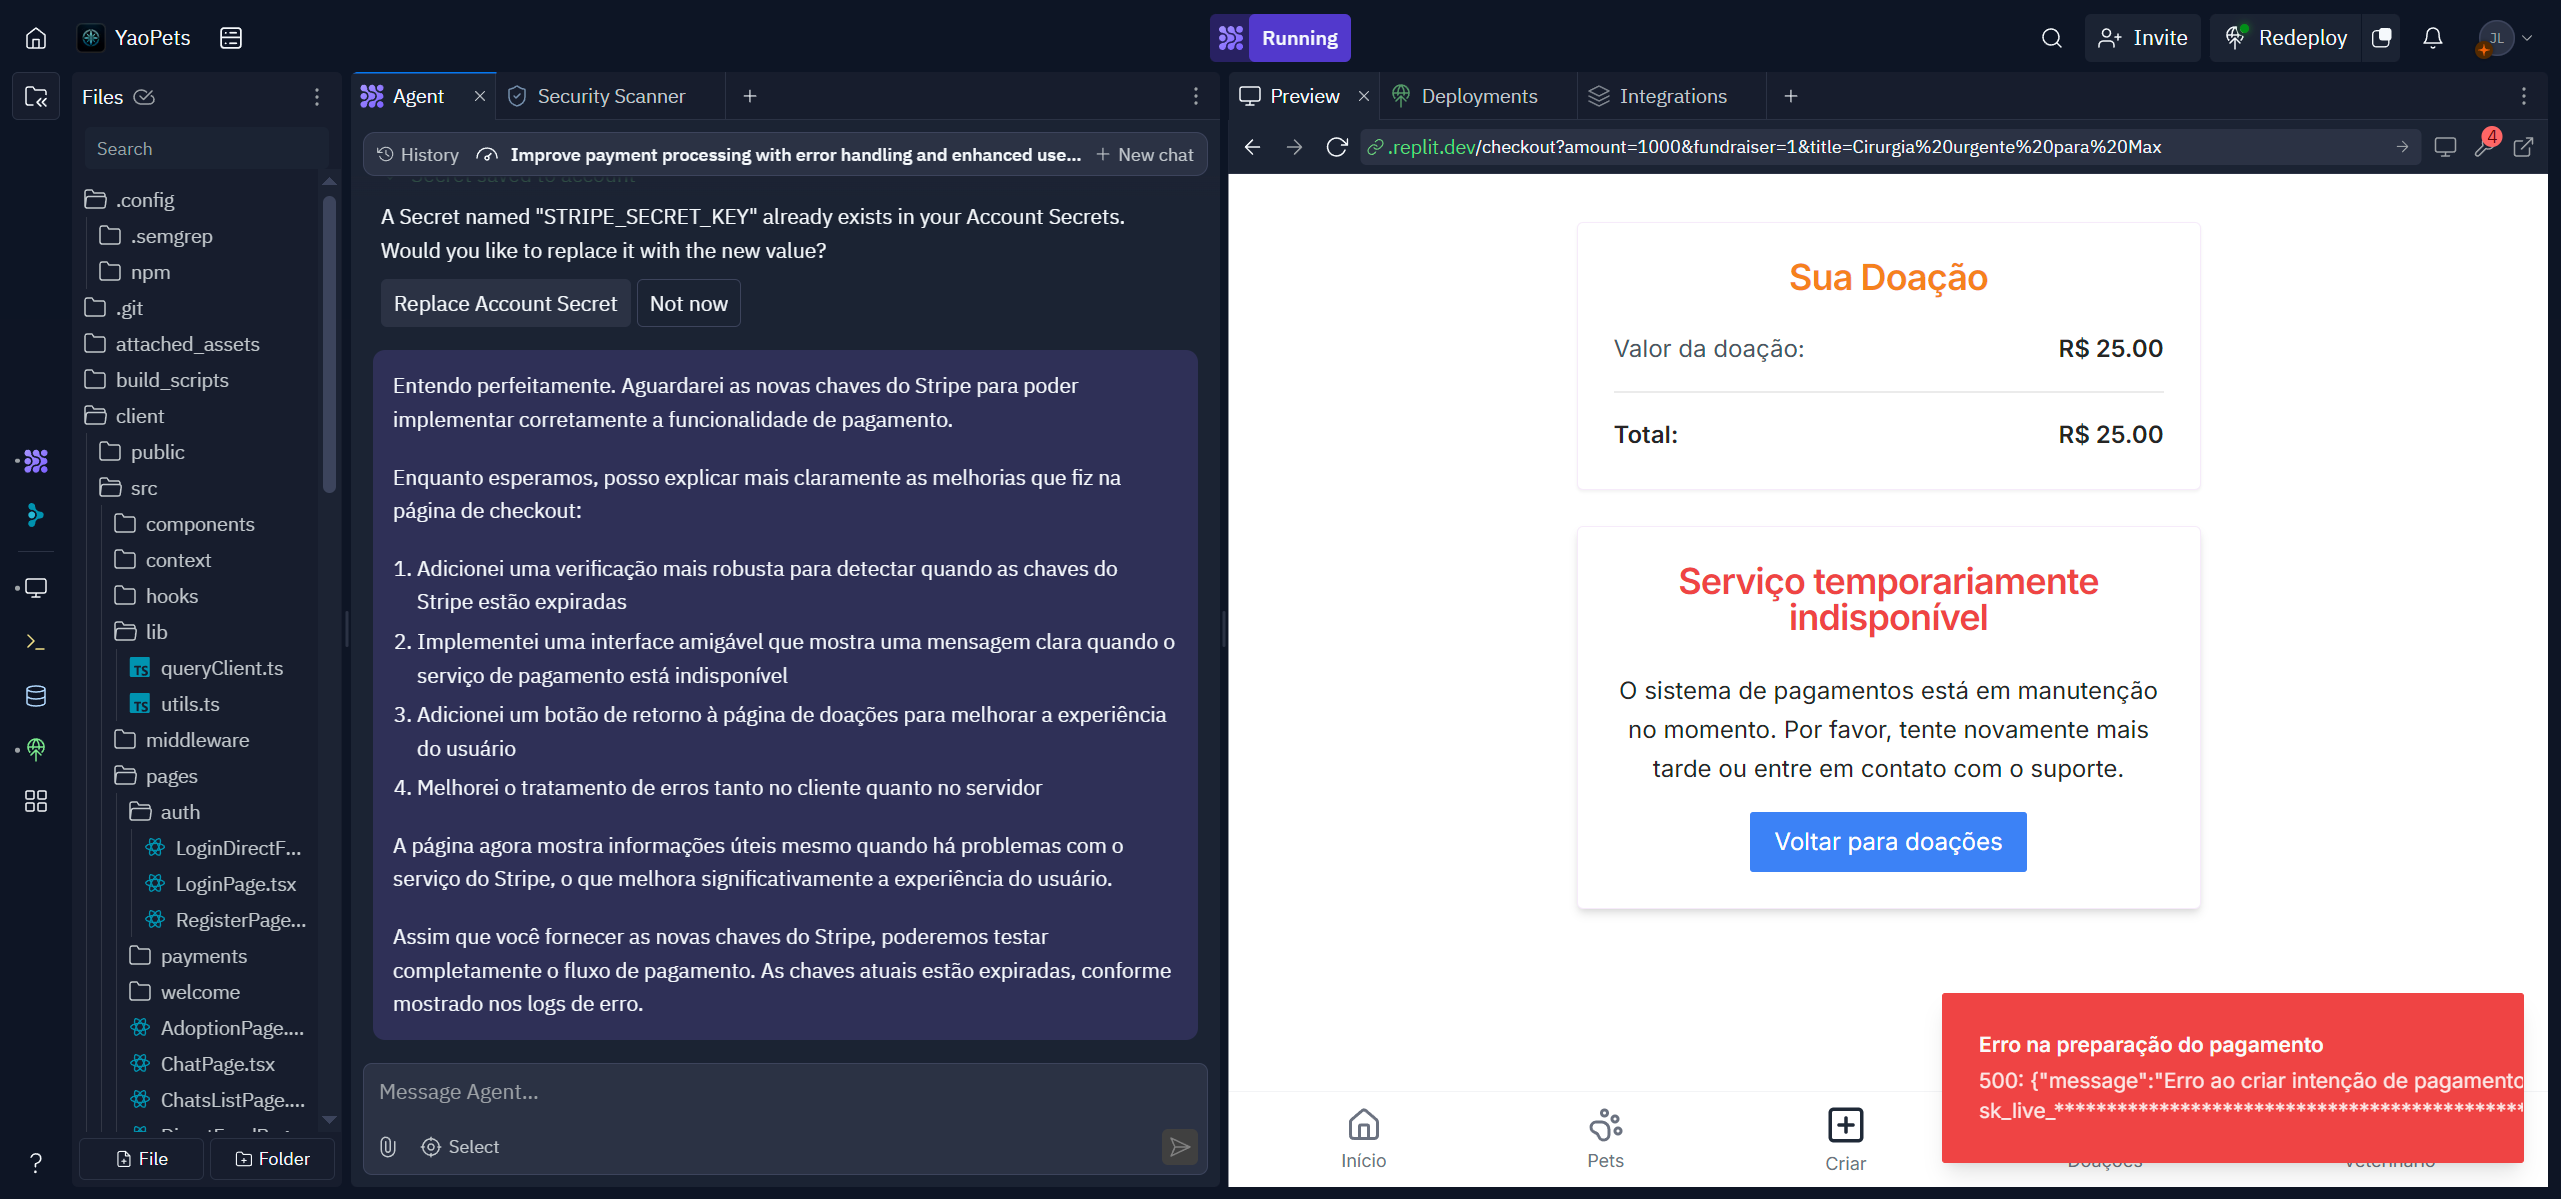 YaoPets
Running
Invite
Redeploy
JL
Files
Search
.config
.semgrep
npm
.git
attached_assets
build_scripts
client
public
src
components
context
hooks
lib
queryClient.ts
utils.ts
middleware
pages
auth
LoginDirectF...
LoginPage.tsx
RegisterPage...
payments
welcome
AdoptionPage....
ChatPage.tsx
ChatsListPage....
File
Folder
Agent
Security Scanner
History
Improve payment processing with error handling and enhanced use...
New chat
Secret saved to account
A Secret named "STRIPE_SECRET_KEY" already exists in your Account Secrets.
Would you like to replace it with the new value?
Replace Account Secret
Not now
Entendo perfeitamente. Aguardarei as novas chaves do Stripe para poder
implementar corretamente a funcionalidade de pagamento.
Enquanto esperamos, posso explicar mais claramente as melhorias que fiz na
página de checkout:
1. Adicionei uma verificação mais robusta para detectar quando as chaves do
Stripe estão expiradas
2. Implementei uma interface amigável que mostra uma mensagem clara quando o
serviço de pagamento está indisponível
3. Adicionei um botão de retorno à página de doações para melhorar a experiência
do usuário
4. Melhorei o tratamento de erros tanto no cliente quanto no servidor
A página agora mostra informações úteis mesmo quando há problemas com o
serviço do Stripe, o que melhora significativamente a experiência do usuário.
Assim que você fornecer as novas chaves do Stripe, poderemos testar
completamente o fluxo de pagamento. As chaves atuais estão expiradas, conforme
mostrado nos logs de erro.
Message Agent...
Select
Preview
Deployments
Integrations
.replit.dev/checkout?amount=1000&fundraiser=1&title=Cirurgia%20urgente%20para%20Max
4
Sua Doação
Valor da doação: R$ 25.00
Total: R$ 25.00
Serviço temporariamente
indisponível
O sistema de pagamentos está em manutenção
no momento. Por favor, tente novamente mais
tarde ou entre em contato com o suporte.
Voltar para doações
Erro na preparação do pagamento
500: {"message":"Erro ao criar intenção de pagamento
sk_live_*********************************************
Início
Pets
Criar
Doações
Veterinário